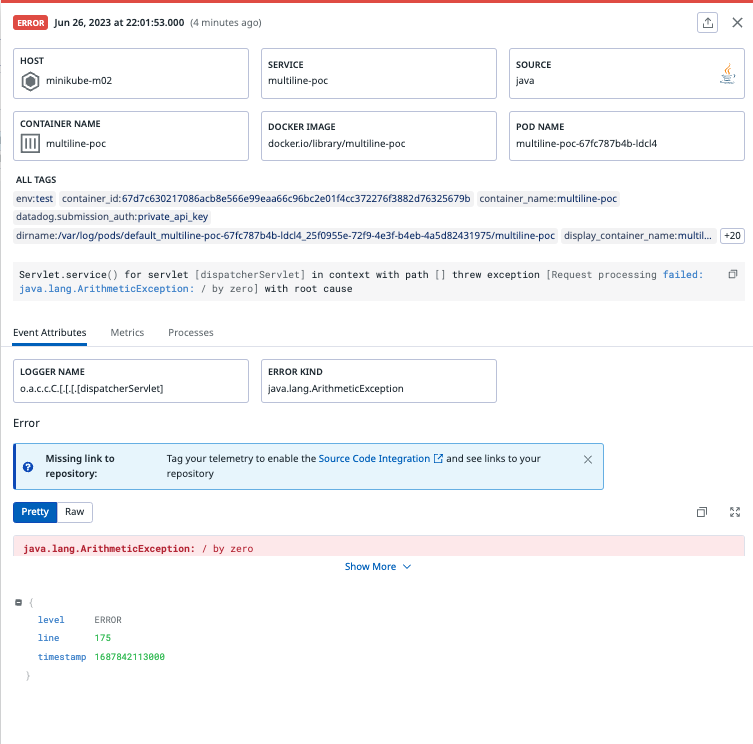 ERROR Jun 26, 2023 at 22:01:53.000 (4 minutes ago)
HOST
minikube-m02
SERVICE
multiline-poc
SOURCE
java
CONTAINER NAME
multiline-poc
DOCKER IMAGE
docker.io/library/multiline-poc
POD NAME
multiline-poc-67fc787b4b-ldcl4
ALL TAGS
env:test container_id:67d7c630217086acb8e566e99eaa66c96bc2e01f4cc372276f3882d76325679b container_name:multiline-poc
datadog.submission_auth:private_api_key
dirname:/var/log/pods/default_multiline-poc-67fc787b4b-ldcl4_25f0955e-72f9-4e3f-b4eb-4a5d82431975/multiline-poc display_container_name:multil... +20
Servlet.service() for servlet [dispatcherServlet] in context with path [] threw exception [Request processing failed:
java.lang.ArithmeticException: / by zero] with root cause
Event Attributes Metrics Processes
LOGGER NAME
o.a.c.c.C.[.[.[.[dispatcherServlet]
ERROR KIND
java.lang.ArithmeticException
Error
Missing link to
repository:
Tag your telemetry to enable the Source Code Integration and see links to your
repository
Pretty Raw
java.lang.ArithmeticException: / by zero
Show More
{
level ERROR
line 175
timestamp 1687842113000
}